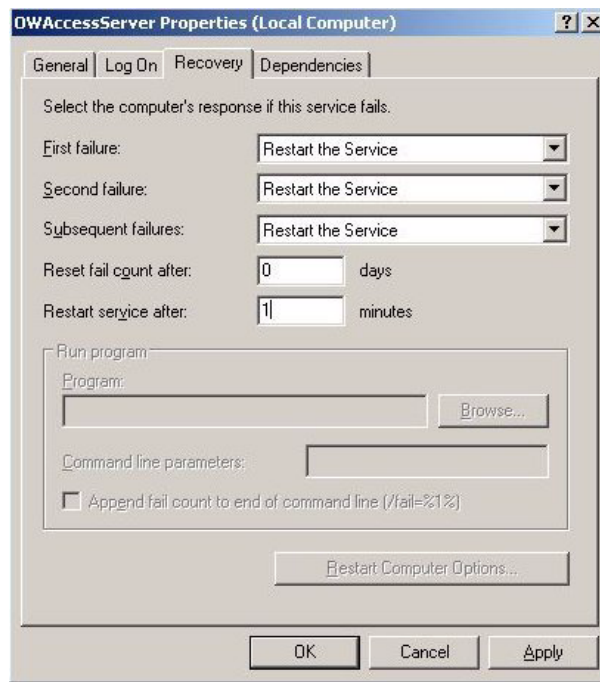 OWAccessServer Properties (Local Computer)
General Log On Recovery Dependencies
Select the computer's response if this service fails.
First failure: Restart the Service
Second failure: Restart the Service
Subsequent failures: Restart the Service
Reset fail count after: 0 days
Restart service after: 1 minutes
Run program
Program:
Browse...
Command line parameters:
Append fail count to end of command line (/fail=%1%)
Restart Computer Options...
OK Cancel Apply